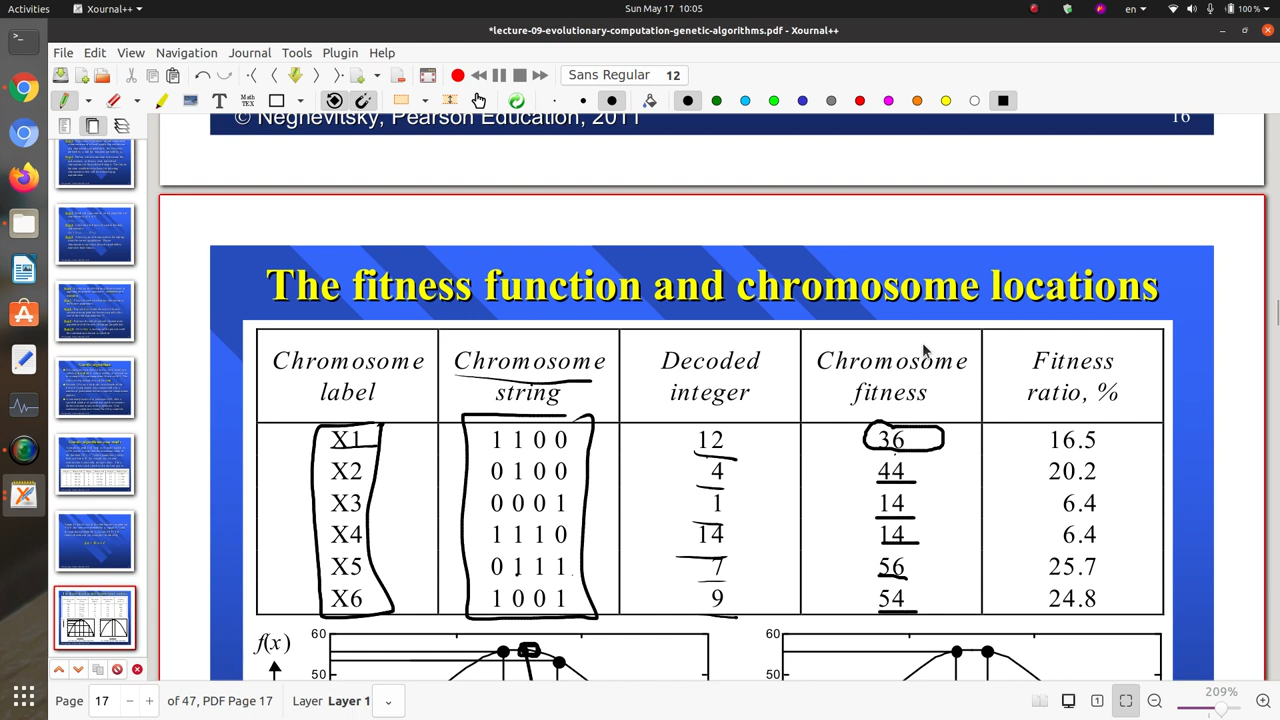 Activities Xournal++ Sun May 17 10:05 en 100 %
*lecture-09-evolutionary-computation-genetic-algorithms.pdf - Xournal++
File Edit View Navigation Journal Tools Plugin Help
Sans Regular 12
© Neghevitsky, Pearson Education, 2011 16
The fitness friction and chromosome locations
Chromosome label Chromosome string Decoded integer Chromosome fitness Fitness ratio, %
X1 1 1 0 0 12 36 16.5
X2 0 1 0 0 4 44 20.2
X3 0 0 0 1 1 14 6.4
X4 1 1 1 0 14 14 6.4
X5 0 1 1 1 7 56 25.7
X6 1 0 0 1 9 54 24.8
f(x) 60 60
50 50
Page 17 of 47, PDF Page 17 Layer Layer 1 209%